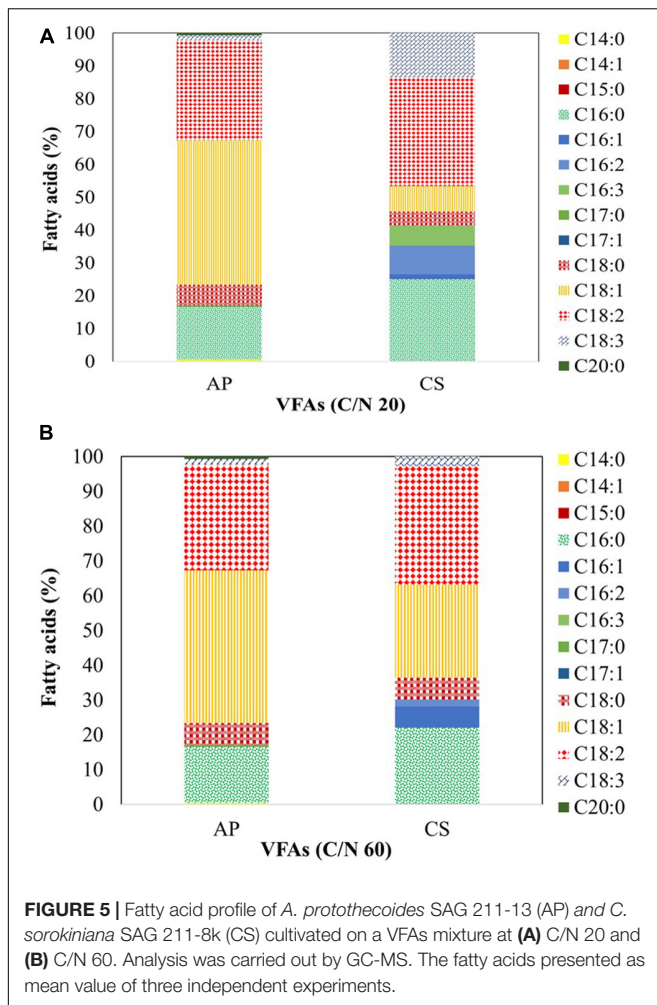 A
Fatty acids (%)
100
90
80
70
60
50
40
30
20
10
0
AP
CS
VFAs (C/N 20)
C14:0
C14:1
C15:0
C16:0
C16:1
C16:2
C16:3
C17:0
C17:1
C18:0
C18:1
C18:2
C18:3
C20:0
B
Fatty acids (%)
100
90
80
70
60
50
40
30
20
10
0
AP
CS
VFAs (C/N 60)
C14:0
C14:1
C15:0
C16:0
C16:1
C16:2
C16:3
C17:0
C17:1
C18:0
C18:1
C18:2
C18:3
C20:0
FIGURE 5 | Fatty acid profile of A. protothecoides SAG 211-13 (AP) and C.
sorokiniana SAG 211-8k (CS) cultivated on a VFAs mixture at (A) C/N 20 and
(B) C/N 60. Analysis was carried out by GC-MS. The fatty acids presented as
mean value of three independent experiments.